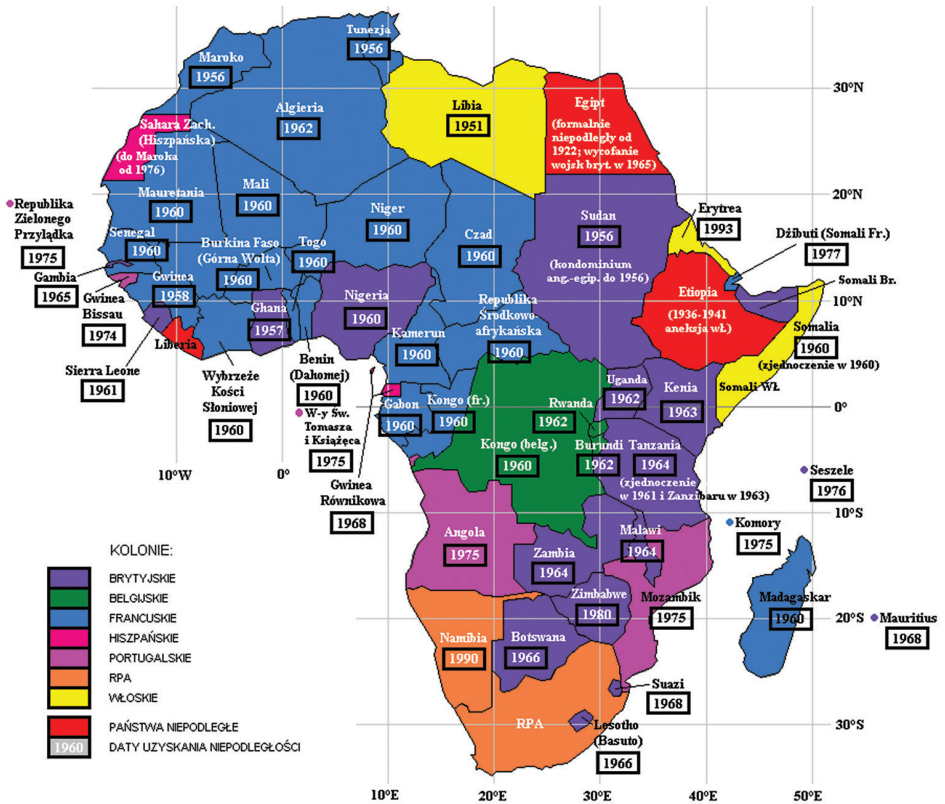 Tunezja
1956
Maroko
1956
30°N
Algieria
1962
Libia
1951
Egipt
(formalnie
niepodległy od
1922; wycofanie
wojsk bryt. w 1965)
Sahara Zach.
(Hiszpańska)
(do Maroka
od 1976)
20°N
Republika
Zielonego
Przylądka
1975
Mauretania
1960
Mali
1960
Niger
1960
Czad
1960
Sudan
1956
(kondominium
ang.-egip. do 1956)
Erytrea
1993
Dżibuti (Somali Fr.)
1977
Senegal
1960
Gambia
1965
Burkina Faso
(Górna Wolta)
1960
Togo
1960
Gwinea
1958
Gwinea
Bissau
1974
Ghana
1957
Nigeria
1960
Republika
Środkowo-
afrykańska
1960
Etiopia
(1936-1941
aneksja wł.)
Somali Br.
10°N
Somalia
1960
(zjednoczenie w 1960)
Somali Wł.
Liberia
Sierra Leone
1961
Wybrzeże
Kości
Słoniowej
1960
Benin
(Dahomej)
1960
Kamerun
1960
Uganda
1962
Kenia
1963
W-y Św.
Tomasza
i Książęca
1975
Gabon
1960
Kongo (fr.)
1960
Rwanda
1962
0°
Kongo (belg.)
1960
Burundi
1962
Tanzania
1964
(zjednoczenie
w 1961 i Zanzibaru w 1963)
10°W
0°
Gwinea
Równikowa
1968
Seszele
1976
10°S
Angola
1975
Zambia
1964
Malawi
1964
Komory
1975
Zimbabwe
1980
Mozambik
1975
Madagaskar
1960
Mauritius
1968
20°S
Namibia
1990
Botswana
1966
Suazi
1968
RPA
Lesotho
(Basuto)
1966
30°S
10°E
20°E
30°E
40°E
50°E
KOLONIE:
BRYTYJSKIE
BELGIJSKIE
FRANCUSKIE
HISZPAŃSKIE
PORTUGALSKIE
RPA
WŁOSKIE
PAŃSTWA NIEPODLEGŁE
1960
DATY UZYSKANIA NIEPODLEGŁOŚCI